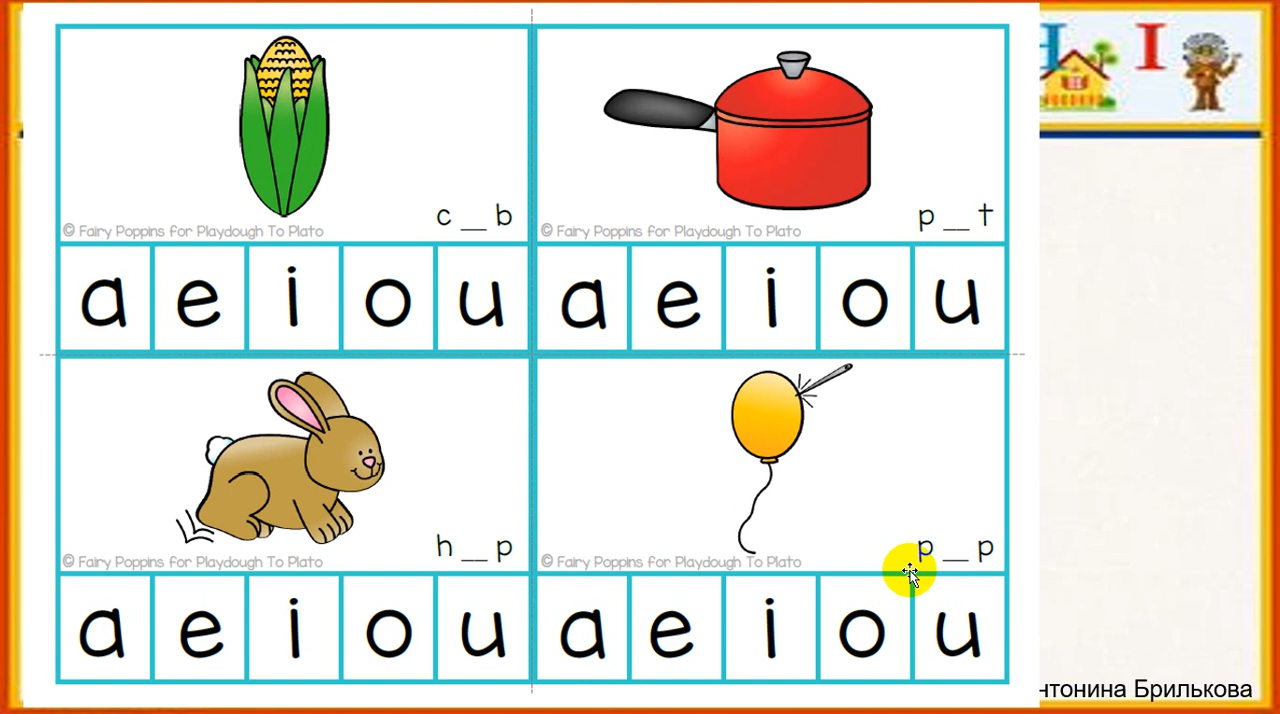 H I
c __ b
p __ t
© Fairy Poppins for Playdough To Plato
© Fairy Poppins for Playdough To Plato
a e i o u
a e i o u
h __ p
p __ p
© Fairy Poppins for Playdough To Plato
© Fairy Poppins for Playdough To Plato
a e i o u
a e i o u
нтонина Брилькова